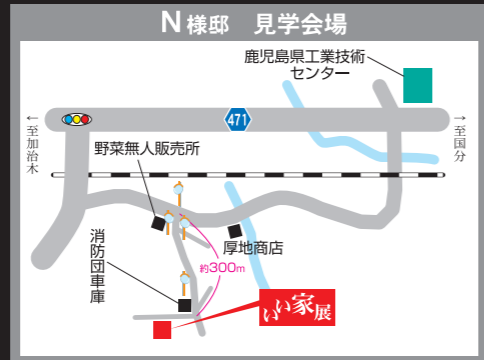 N様邸 見学会場
鹿児島県工業技術
センター
471
←至加治木
→至国分
野菜無人販売所
消防団車庫
厚地商店
約300m
いい家展